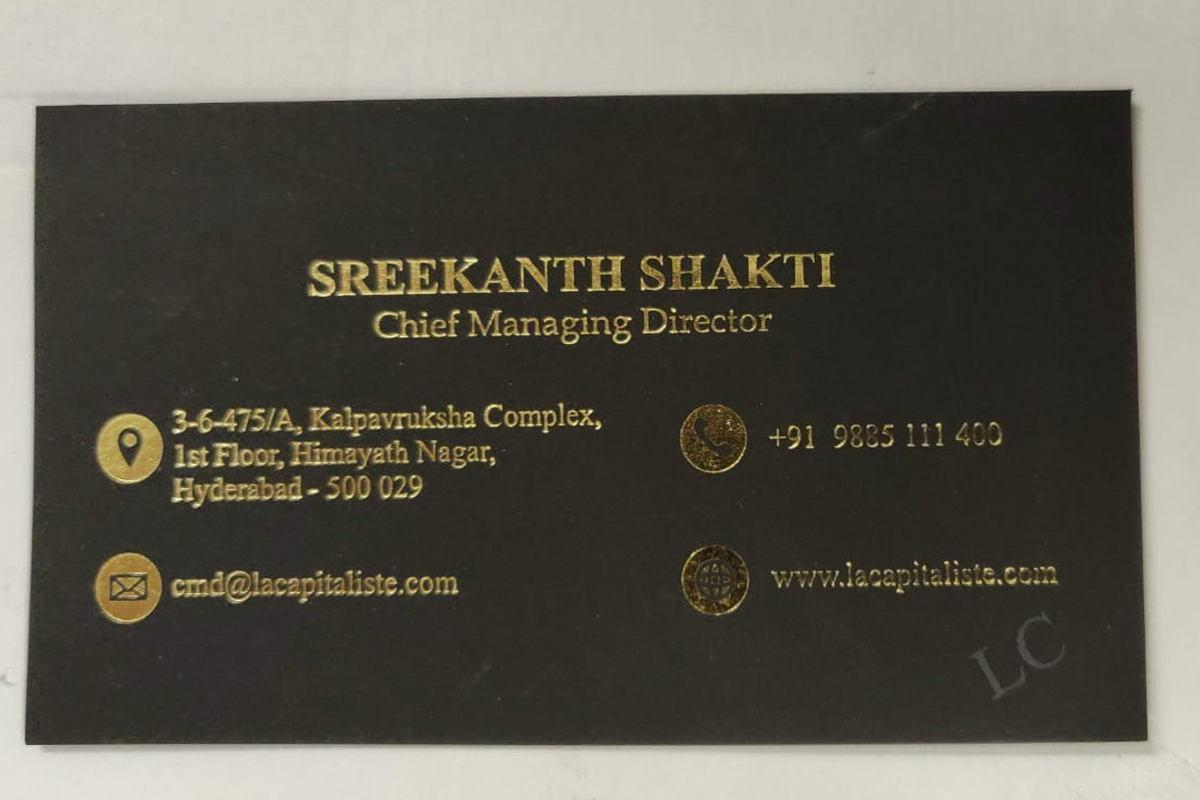 SREEKANTH SHAKTI
Chief Managing Director
3-6-475/A, Kalpavruksha Complex,
1st Floor, Himayath Nagar,
Hyderabad - 500 029
+91 9885 111 400
cmd@lacapitaliste.com
www.lacapitaliste.com
LC